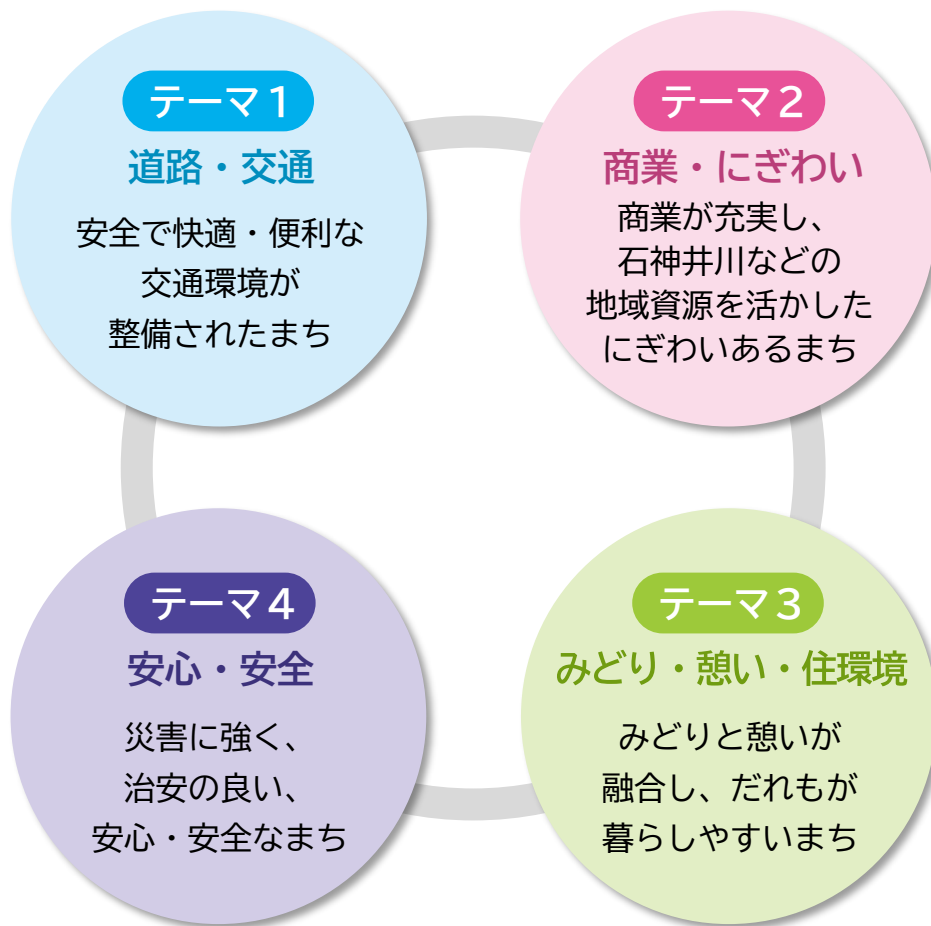 テーマ1
道路・交通
安全で快適・便利な
交通環境が
整備されたまち
テーマ2
商業・にぎわい
商業が充実し、
石神井川などの
地域資源を活かした
にぎわいあるまち
テーマ3
みどり・憩い・住環境
みどりと憩いが
融合し、だれもが
暮らしやすいまち
テーマ4
安心・安全
災害に強く、
治安の良い、
安心・安全なまち